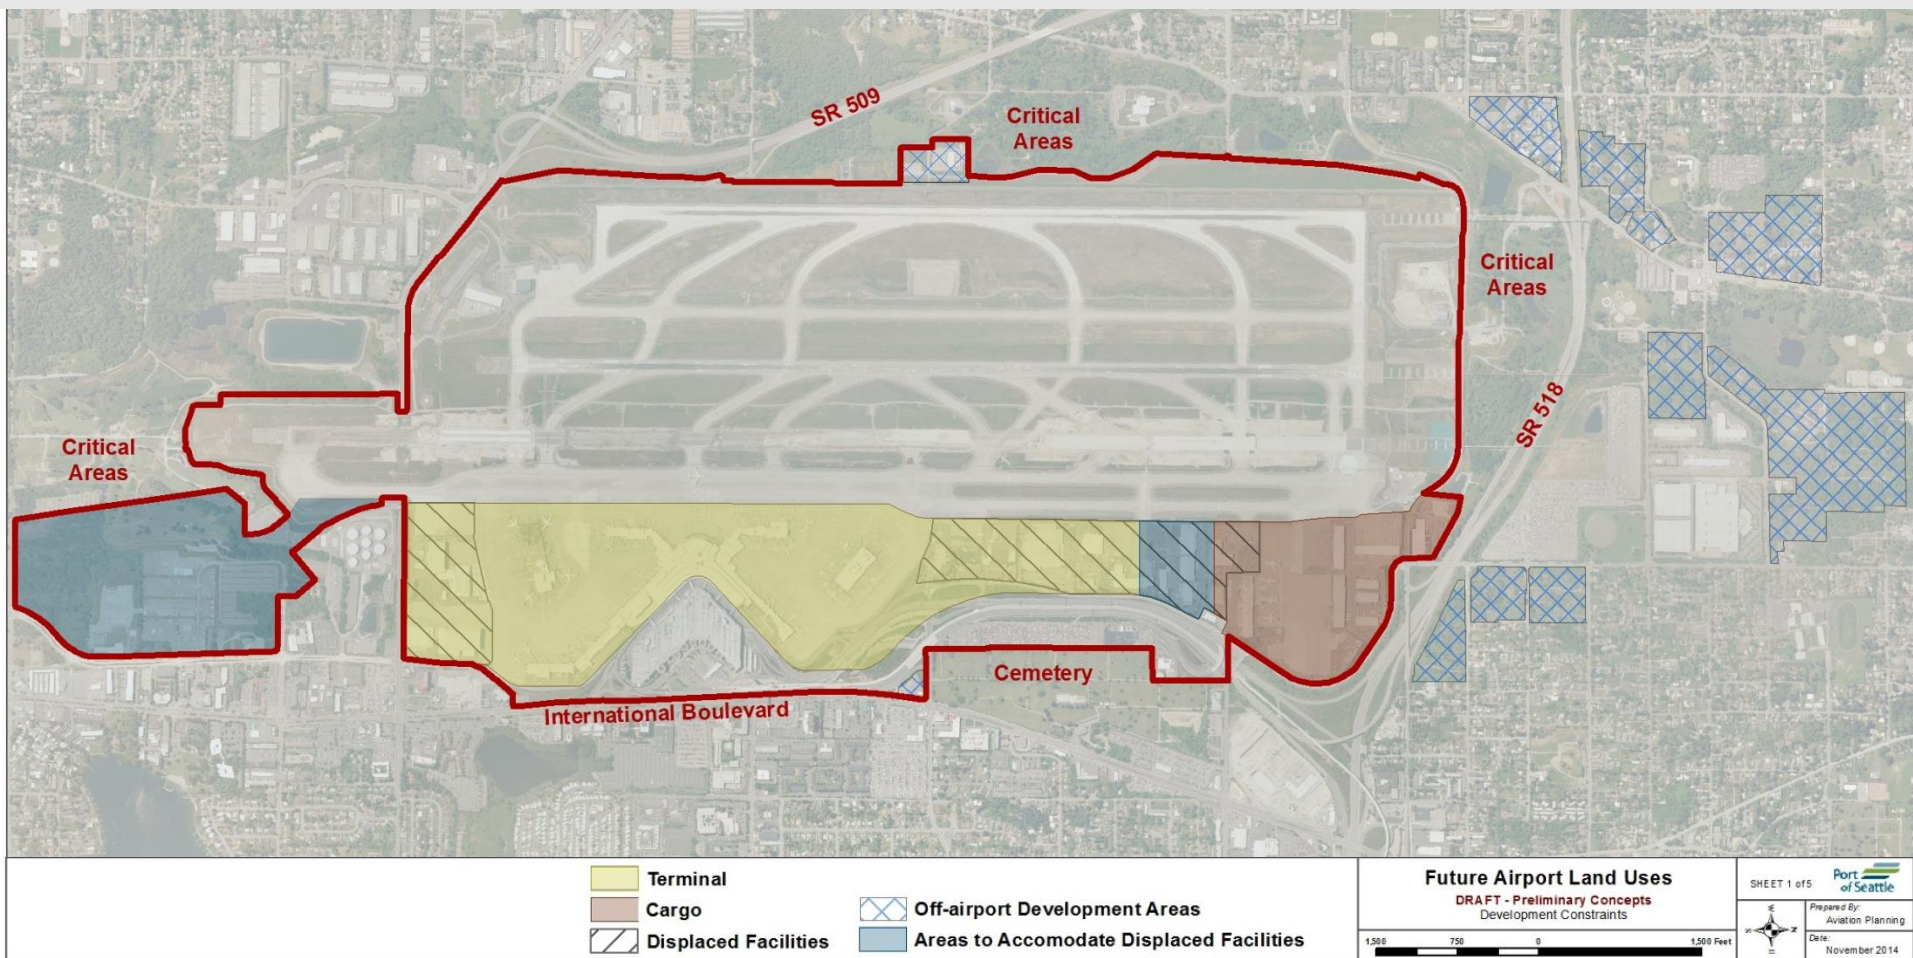 SR 509
Critical
Areas
Critical
Areas
SR 518
Critical
Areas
Cemetery
International Boulevard
Terminal
Cargo
Displaced Facilities
Off-airport Development Areas
Areas to Accomodate Displaced Facilities
Future Airport Land Uses
DRAFT - Preliminary Concepts
Development Constraints
1,500 750 0 1,500 Feet
SHEET 1 of 5
Port
of Seattle
W
S N
E
Prepared By:
Aviation Planning
Date:
November 2014